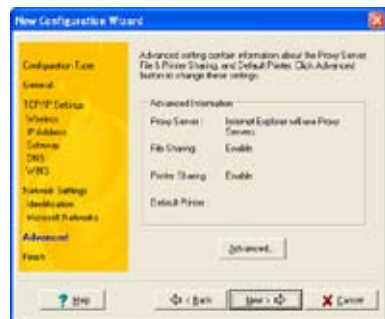 New Configuration Wizard
Configuration Type
General
TCP/IP Settings
Wireless
IP Address
Gateway
DNS
WINS
Network Settings
Identification
Microsoft Networks
Advanced
Finish
Advanced setting contain information about the Proxy Server
File & Printer Sharing, and Default Printer. Click Advanced
button to change these settings.
Advanced Information
Proxy Server : Internet Explorer will use Proxy
Servers.
File Sharing: Enable
Printer Sharing: Enable
Default Printer
Advanced...
Help
< Back
Next >
Cancel